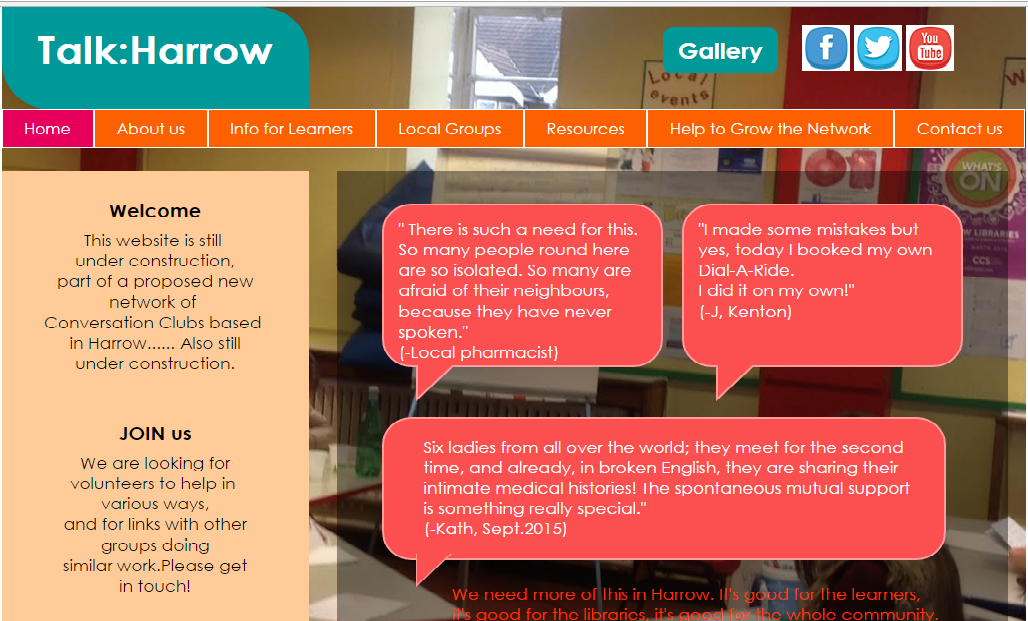 Talk:Harrow
Gallery
f
You
Tube
Local
events
W
Home
About us
Info for Learners
Local Groups
Resources
Help to Grow the Network
Contact us
WHAT'S
ON
W LIBRARIES
CCS
Welcome
This website is still
under construction,
part of a proposed new
network of
Conversation Clubs based
in Harrow...... Also still
under construction.
JOIN us
We are looking for
volunteers to help in
various ways,
and for links with other
groups doing
similar work.Please get
in touch!
" There is such a need for this.
So many people round here
are so isolated. So many are
afraid of their neighbours,
because they have never
spoken."
(-Local pharmacist)
"I made some mistakes but
yes, today I booked my own
Dial-A-Ride.
I did it on my own!"
(-J, Kenton)
Six ladies from all over the world; they meet for the second
time, and already, in broken English, they are sharing their
intimate medical histories! The spontaneous mutual support
is something really special."
(-Kath, Sept.2015)
We need more of this in Harrow. It's good for the learners,
it's good for the libraries, it's good for the whole community.